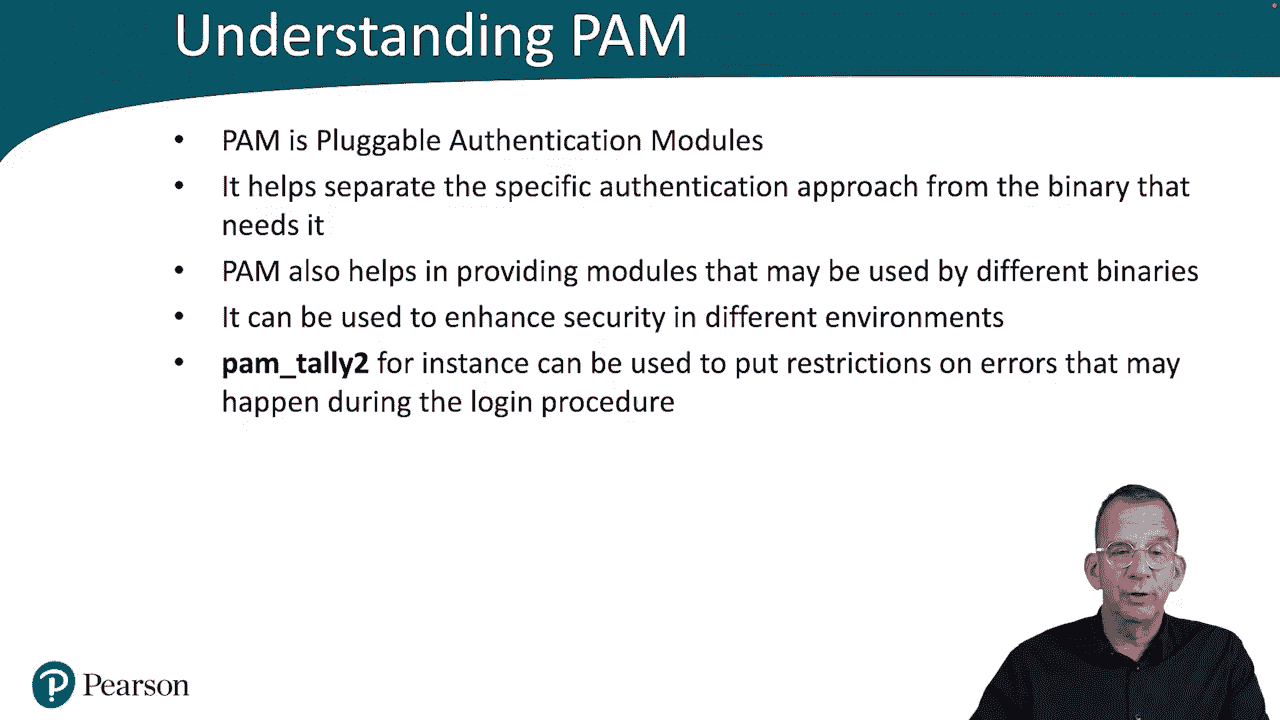 Understanding PAM
• PAM is Pluggable Authentication Modules
• It helps separate the specific authentication approach from the binary that
needs it
• PAM also helps in providing modules that may be used by different binaries
• It can be used to enhance security in different environments
• pam_tally2 for instance can be used to put restrictions on errors that may
happen during the login procedure
Pearson